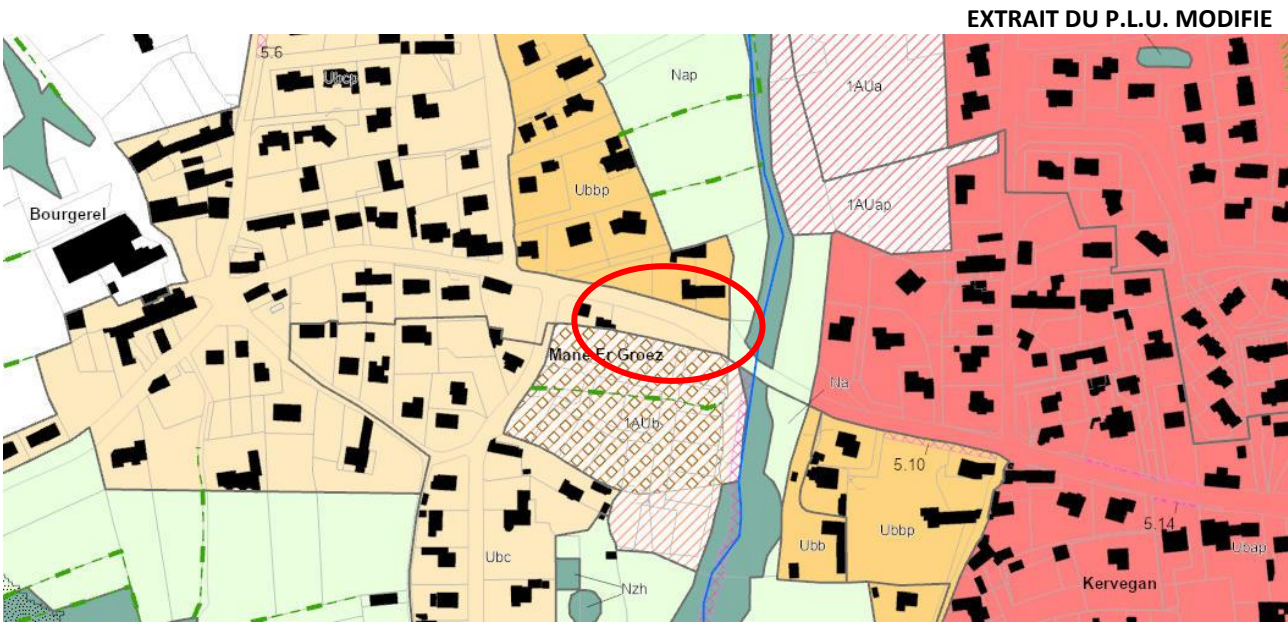 EXTRAIT DU P.L.U. MODIFIE
5.6
Ubcp
Nap
1AUa
Ubbp
1AUap
Bourgerel
Mané Er Groez
Na
1AUb
5.10
5.14
Ubbp
Ubb
Ubap
Ubc
Nzh
Kervegan